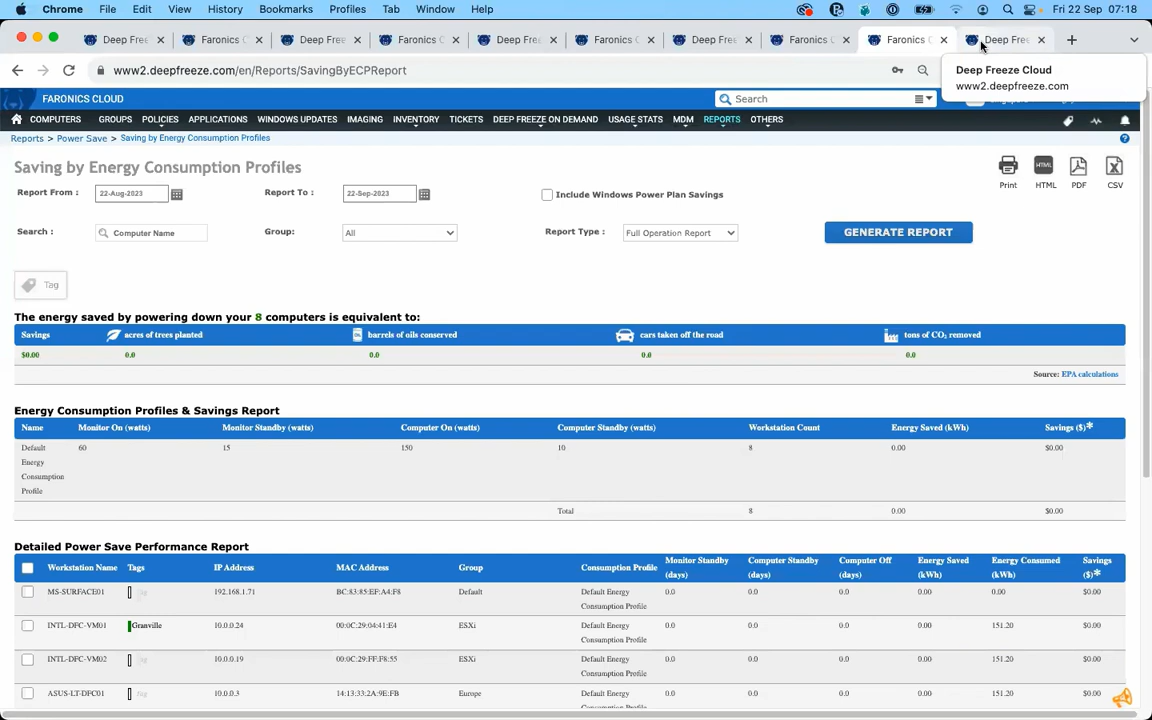 Chrome File Edit View History Bookmarks Profiles Tab Window Help Fri 22 Sep 07:18
Deep Free Faronics C Deep Free Faronics C Deep Free Faronics C Deep Free Faronics C Faronics C Deep Free
www2.deepfreeze.com/en/Reports/SavingByECPReport
Deep Freeze Cloud
www2.deepfreeze.com
FARONICS CLOUD Search
COMPUTERS GROUPS POLICIES APPLICATIONS WINDOWS UPDATES IMAGING INVENTORY TICKETS DEEP FREEZE ON DEMAND USAGE STATS MDM REPORTS OTHERS
Reports > Power Save > Saving by Energy Consumption Profiles
Saving by Energy Consumption Profiles
Print HTML PDF CSV
Report From : 22-Aug-2023 Report To : 22-Sep-2023 Include Windows Power Plan Savings
Search : Computer Name Group: All Report Type : Full Operation Report GENERATE REPORT
Tag
The energy saved by powering down your 8 computers is equivalent to:
Savings acres of trees planted barrels of oils conserved cars taken off the road tons of CO₂ removed
$0.00 0.0 0.0 0.0 0.0
Source: EPA calculations
Energy Consumption Profiles & Savings Report
Name Monitor On (watts) Monitor Standby (watts) Computer On (watts) Computer Standby (watts) Workstation Count Energy Saved (kWh) Savings ($)*
Default Energy Consumption Profile 60 15 150 10 8 0.00 $0.00
Total 8 0.00 $0.00
Detailed Power Save Performance Report
Workstation Name Tags IP Address MAC Address Group Consumption Profile Monitor Standby (days) Computer Standby (days) Computer Off (days) Energy Saved (kWh) Energy Consumed (kWh) Savings ($)*
MS-SURFACE01 Tag 192.168.1.71 BC:83:85:EF:A4:F8 Default Default Energy Consumption Profile 0.0 0.0 0.0 0.00 0.00 $0.00
INTL-DFC-VM01 Granville 10.0.0.24 00:0C:29:04:41:E4 ESXi Default Energy Consumption Profile 0.0 0.0 0.0 0.00 151.20 $0.00
INTL-DFC-VM02 Tag 10.0.0.19 00:0C:29:FF:F8:55 ESXi Default Energy Consumption Profile 0.0 0.0 0.0 0.00 151.20 $0.00
ASUS-LT-DFC01 Tag 10.0.0.3 14:13:33:2A:9E:FB Europe Default Energy 0.0 0.0 0.0 0.00 151.20 $0.00